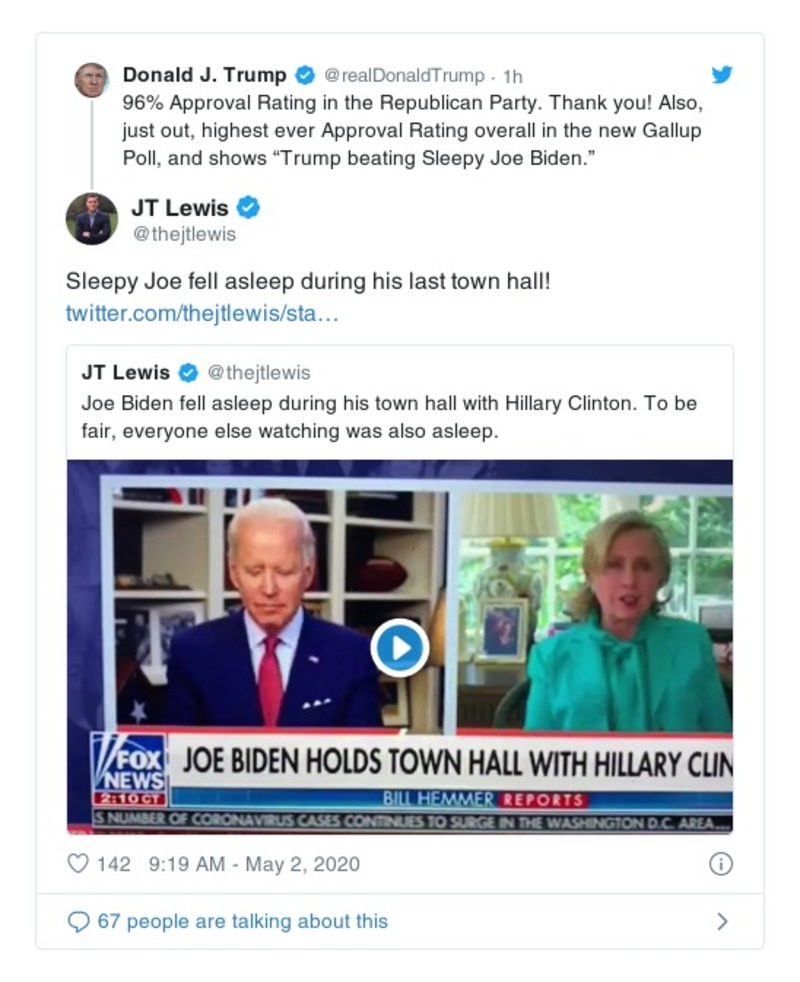 Donald J. Trump @realDonaldTrump · 1h
96% Approval Rating in the Republican Party. Thank you! Also,
just out, highest ever Approval Rating overall in the new Gallup
Poll, and shows “Trump beating Sleepy Joe Biden.”
JT Lewis
@thejtlewis
Sleepy Joe fell asleep during his last town hall!
twitter.com/thejtlewis/sta…
JT Lewis @thejtlewis
Joe Biden fell asleep during his town hall with Hillary Clinton. To be
fair, everyone else watching was also asleep.
FOX
NEWS
2:10 CT
JOE BIDEN HOLDS TOWN HALL WITH HILLARY CLIN
BILL HEMMER REPORTS
S NUMBER OF CORONAVIRUS CASES CONTINUES TO SURGE IN THE WASHINGTON D.C. AREA...
142 9:19 AM - May 2, 2020
67 people are talking about this